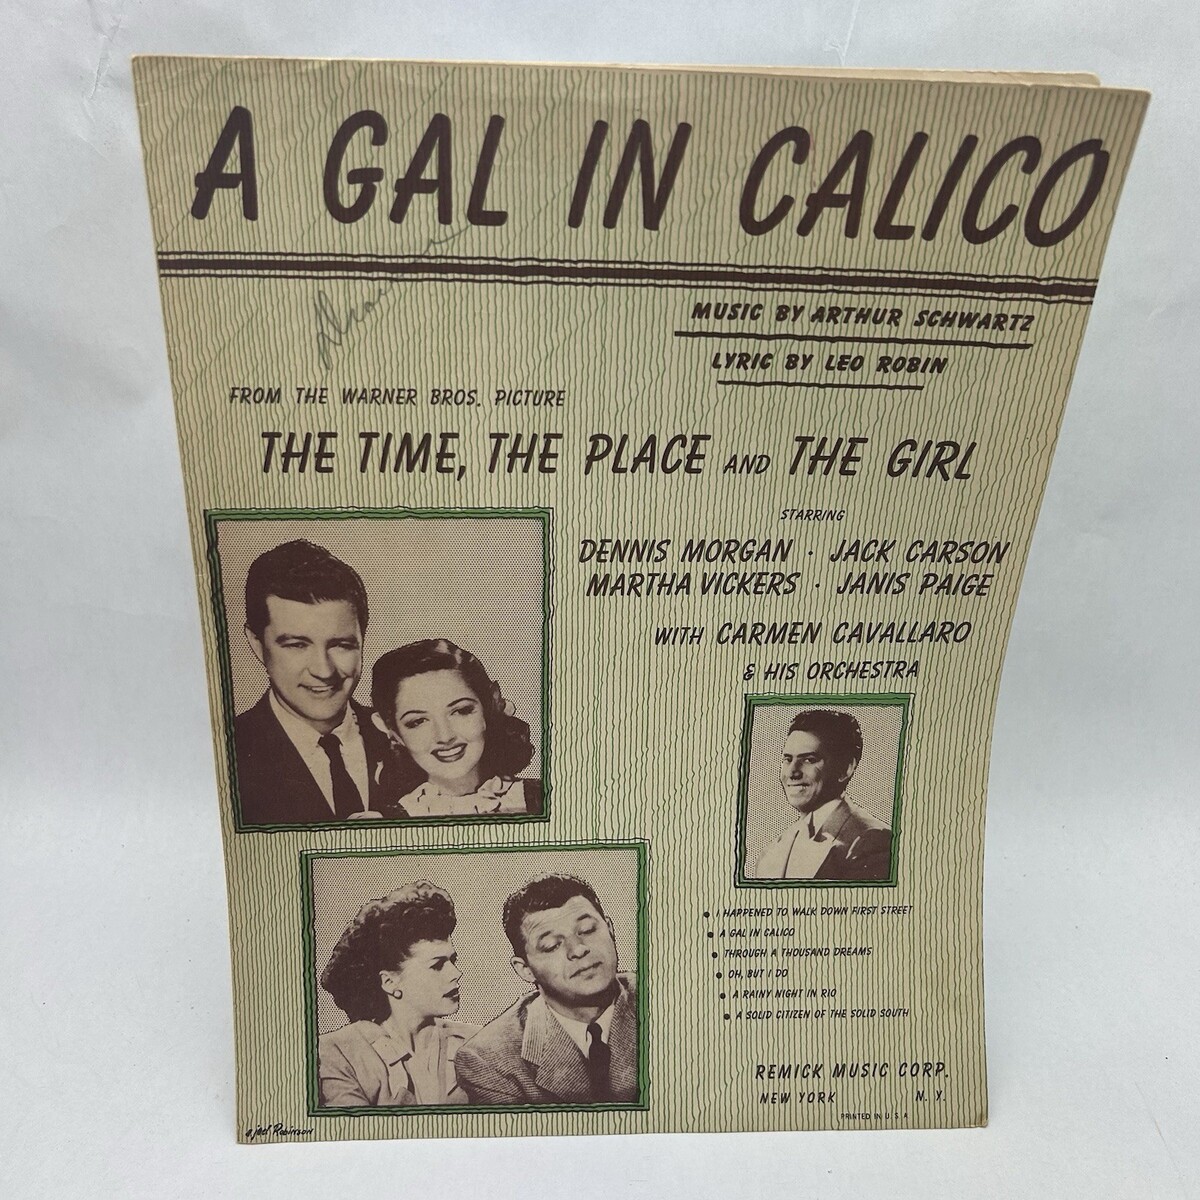 A GAL IN CALICO
MUSIC BY ARTHUR SCHWARTZ
LYRIC BY LEO ROBIN
FROM THE WARNER BROS. PICTURE
THE TIME, THE PLACE AND THE GIRL
STARRING
DENNIS MORGAN · JACK CARSON
MARTHA VICKERS · JANIS PAIGE
WITH CARMEN CAVALLARO
& HIS ORCHESTRA
• I HAPPENED TO WALK DOWN FIRST STREET
• A GAL IN CALICO
• THROUGH A THOUSAND DREAMS
• OH, BUT I DO
• A RAINY NIGHT IN RIO
• A SOLID CITIZEN OF THE SOLID SOUTH
REMICK MUSIC CORP.
NEW YORK N. Y.
PRINTED IN U. S. A
Robinson